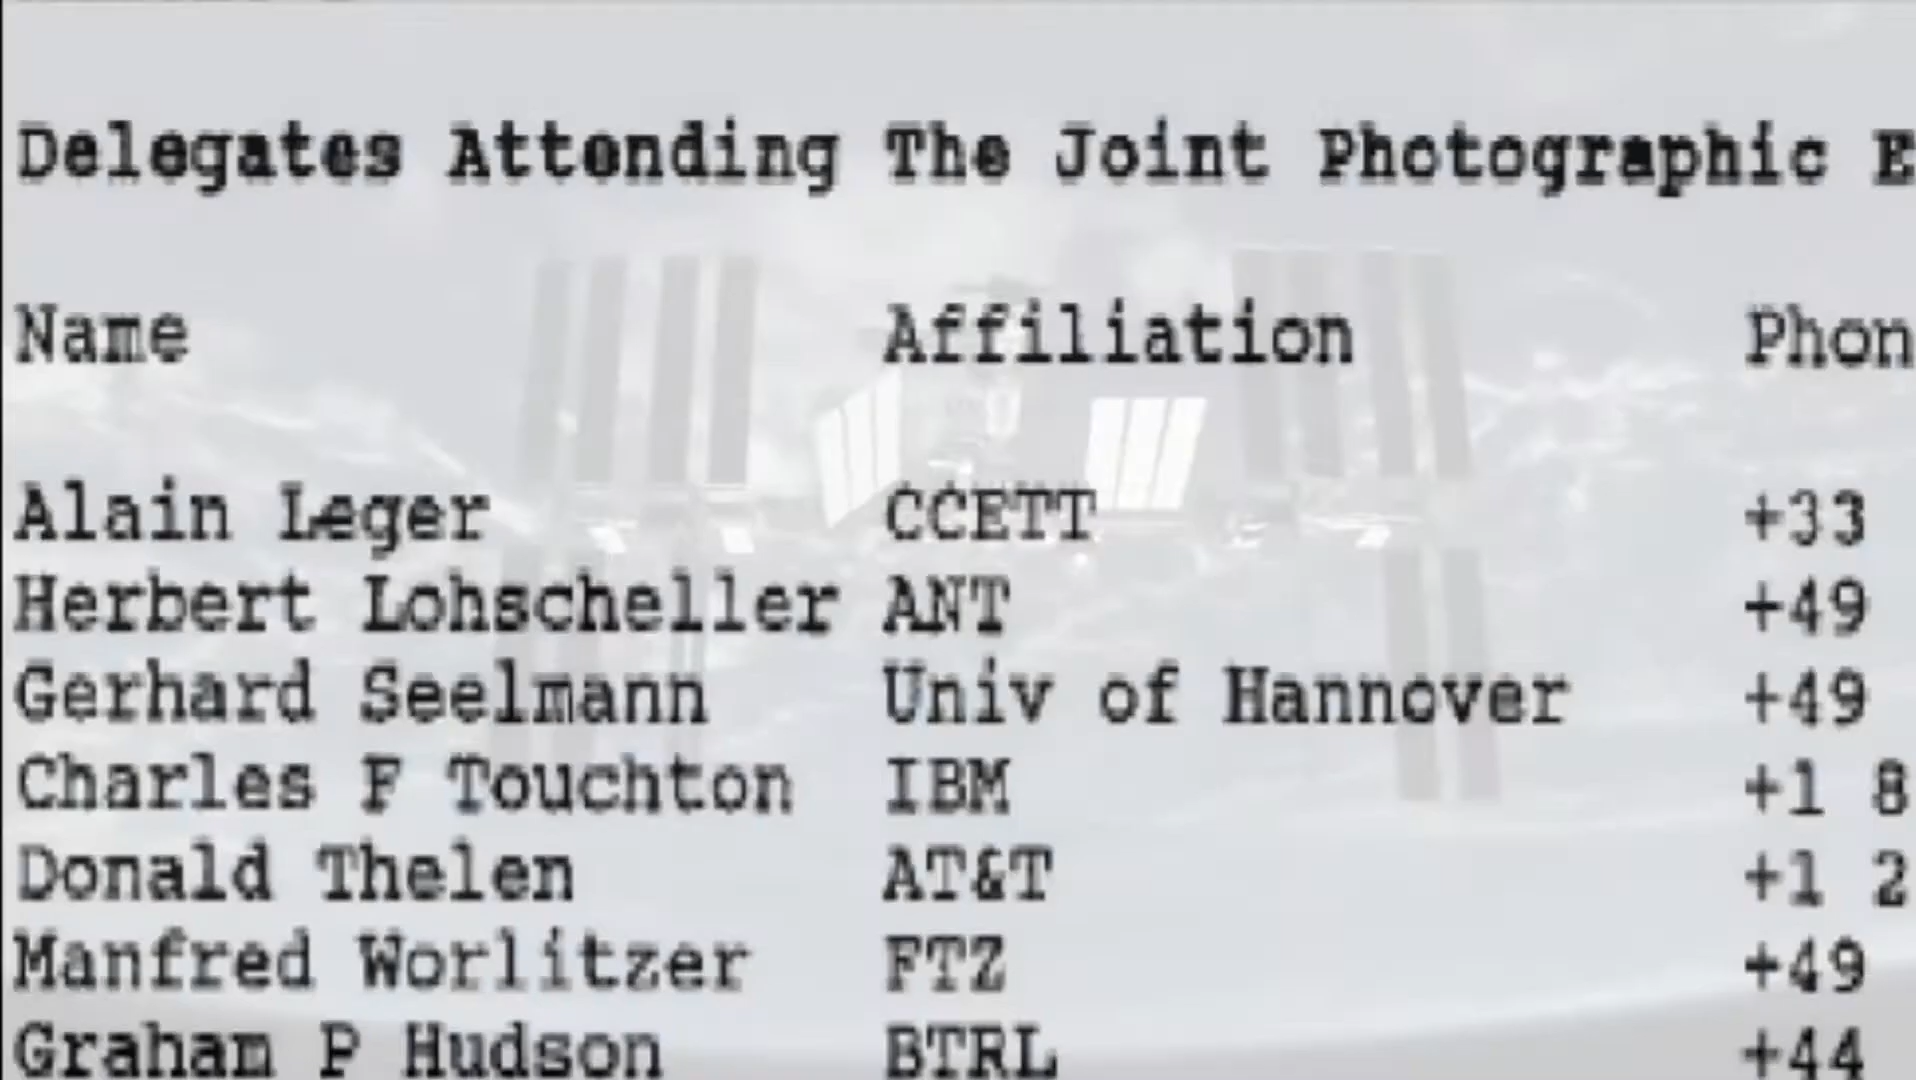 Delegates Attending The Joint Photographic E
Name Affiliation Phon
Alain Leger CCETT +33
Herbert Lohscheller ANT +49
Gerhard Seelmann Univ of Hannover +49
Charles F Touchton IBM +1 8
Donald Thelen AT&T +1 2
Manfred Worlitzer FTZ +49
Graham P Hudson BTRL +44